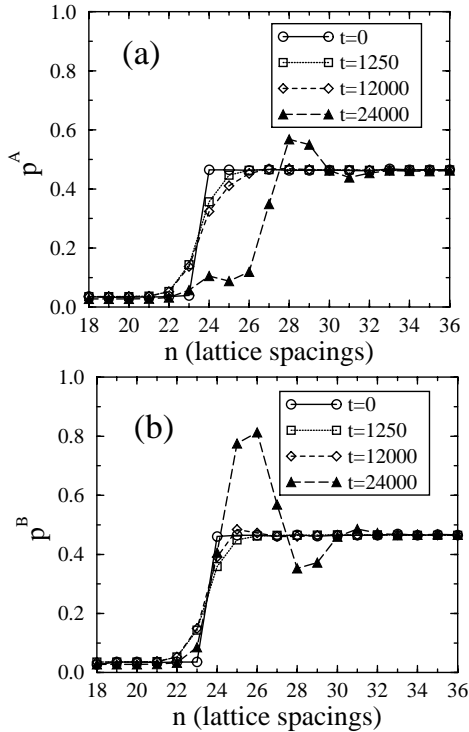 (a)
t=0
t=1250
t=12000
t=24000
1.0
0.8
0.6
0.4
0.2
0.0
p^A
18 20 22 24 26 28 30 32 34 36
n (lattice spacings)
(b)
t=0
t=1250
t=12000
t=24000
1.0
0.8
0.6
0.4
0.2
0.0
p^B
18 20 22 24 26 28 30 32 34 36
n (lattice spacings)